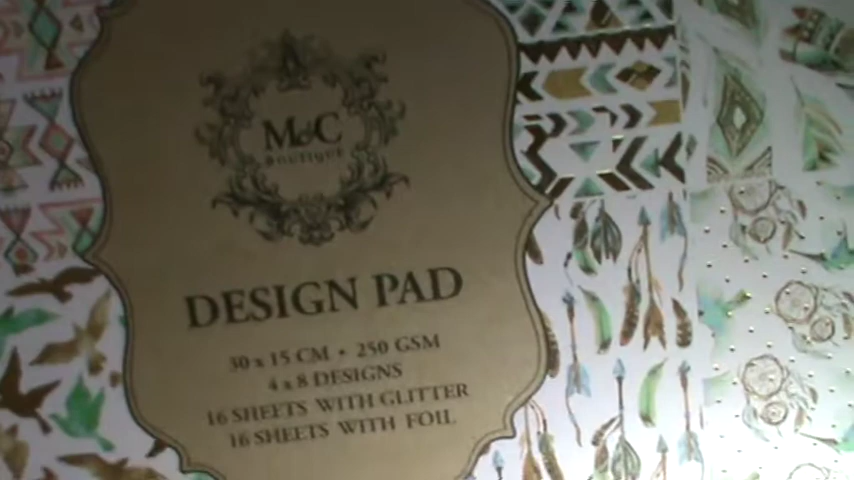 M&C
BOUTIQUE
DESIGN PAD
30 x 15 CM • 250 GSM
4 x 8 DESIGNS
16 SHEETS WITH GLITTER
16 SHEETS WITH FOIL